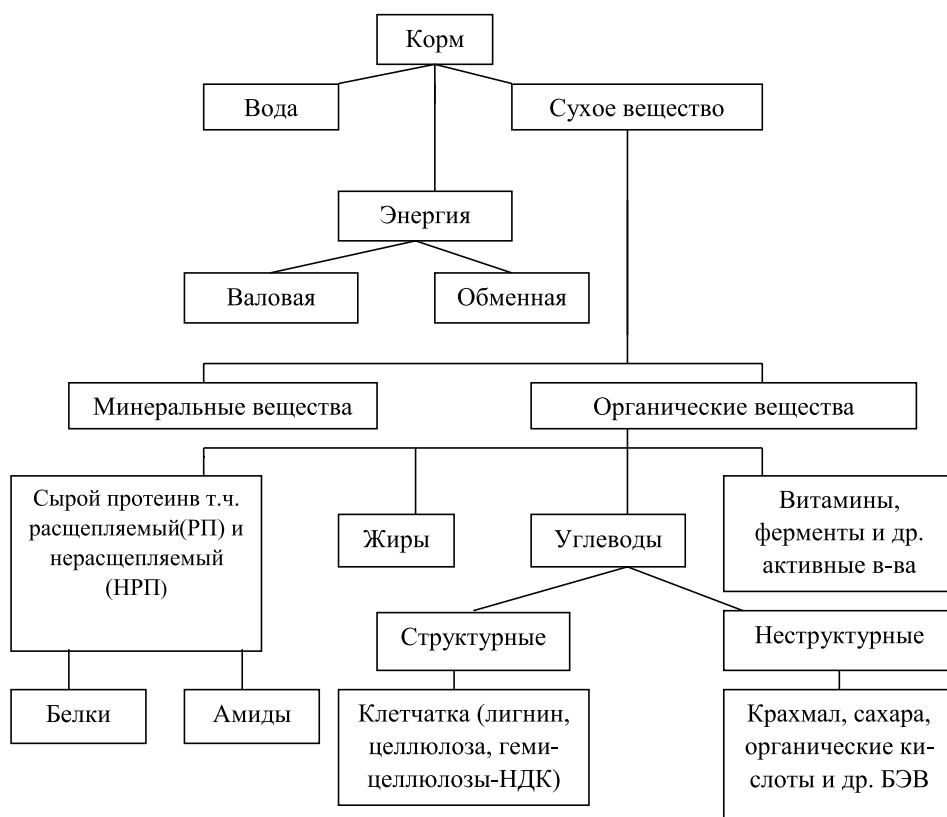 Корм
Вода
Сухое вещество
Энергия
Валовая
Обменная
Минеральные вещества
Органические вещества
Сырой протеинв т.ч.
расщепляемый(РП) и
нерасщепляемый
(НРП)
Жиры
Углеводы
Витамины,
ферменты и др.
активные в-ва
Структурные
Неструктурные
Белки
Амиды
Клетчатка (лигнин,
целлюлоза, геми-
целлюлозы-НДК)
Крахмал, сахара,
органические ки-
слоты и др. БЭВ